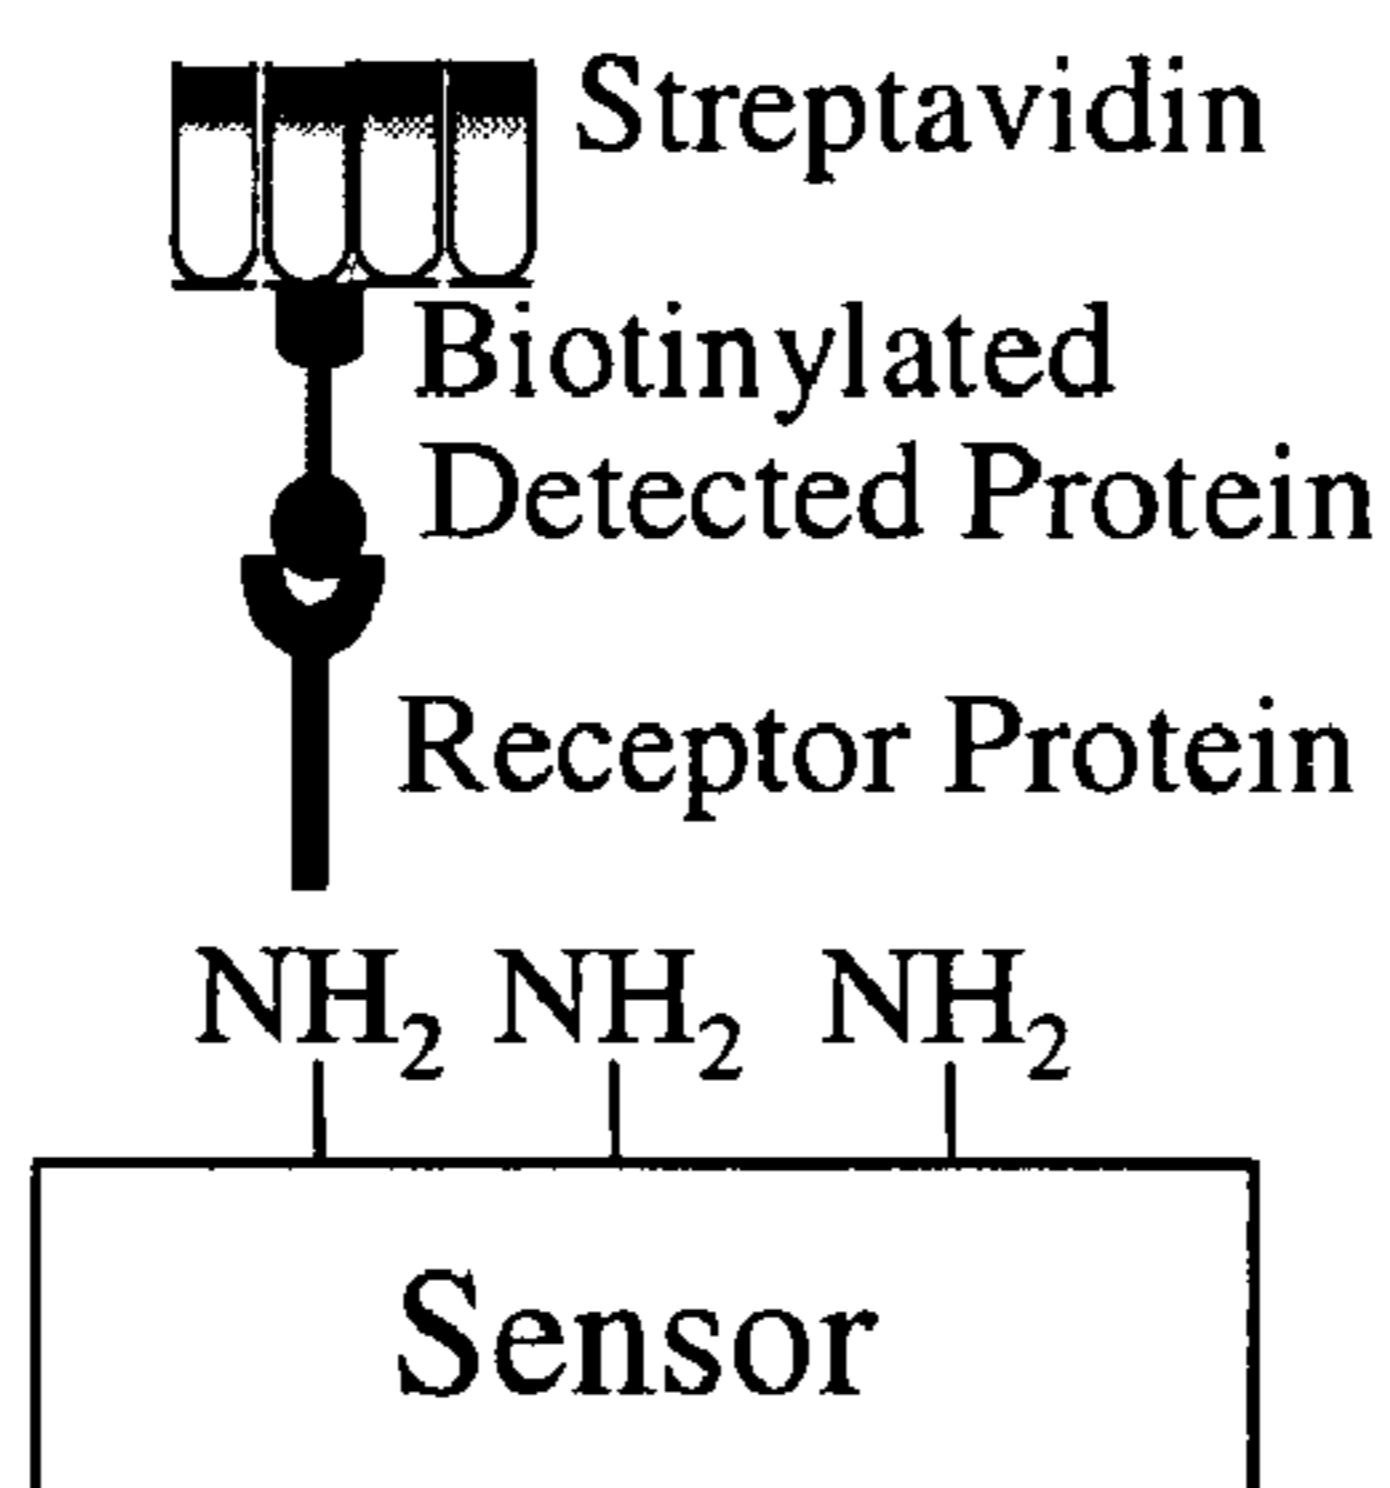 Streptavidin
Biotinylated
Detected Protein
Receptor Protein
NH2 NH2 NH2
Sensor